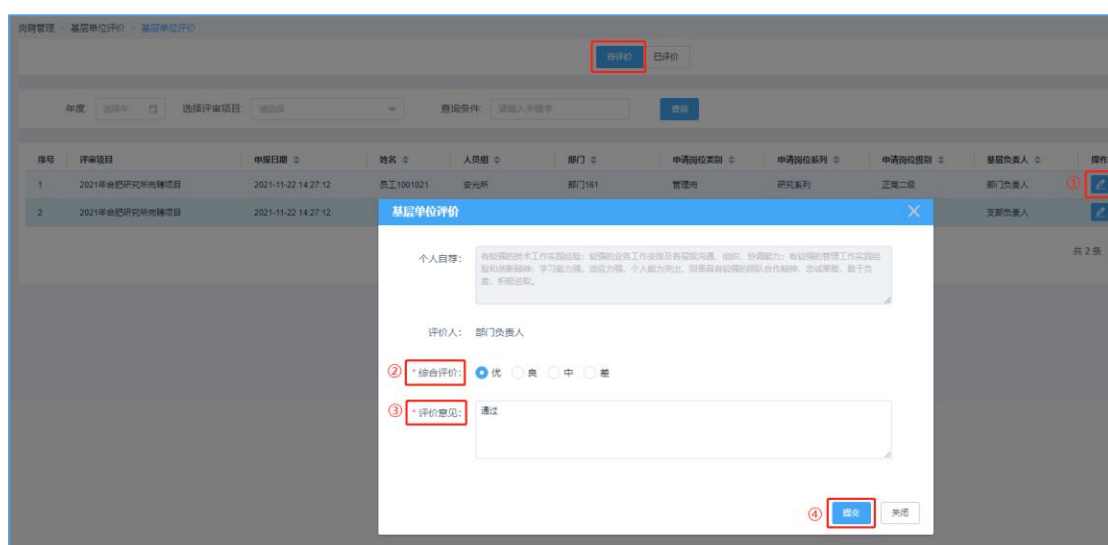 岗聘管理 > 基层单位评价 > 基层单位评价
待评价 已评价
年度 选择年 选择评审项目 请选择 查询条件 请输入关键字 查询
序号 评审项目 申报日期 姓名 人员组 部门 申请岗位类别 申请岗位系列 申请岗位级别 基层负责人 操作
1 2021年合肥研究所岗聘项目 2021-11-22 14:27:12 员工1001021 安光所 部门161 管理岗 研究系列 正高二级 部门负责人 ①
2 2021年合肥研究所岗聘项目 2021-11-22 14:27:12 支部负责人
共 2 条
基层单位评价
个人自荐: 有较强的技术工作实践经验; 较强的业务工作安排及各层级沟通、组织、协调能力; 有较强的管理工作实践经
验和创新精神; 学习能力强、适应力强、个人能力突出、同事具有较强的团队合作精神, 忠诚果敢, 敢于负
责, 积极进取。
评价人: 部门负责人
② * 综合评价: 优 良 中 差
③ * 评价意见: 通过
④ 提交 关闭